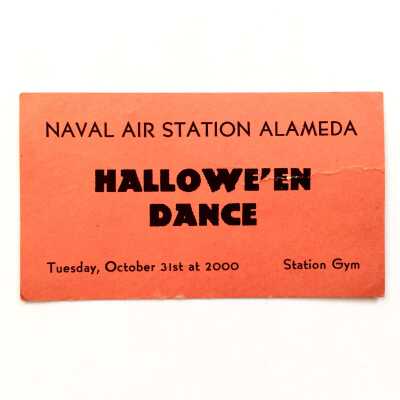 NAVAL AIR STATION ALAMEDA
HALLOWE'EN
DANCE
Tuesday, October 31st at 2000 Station Gym